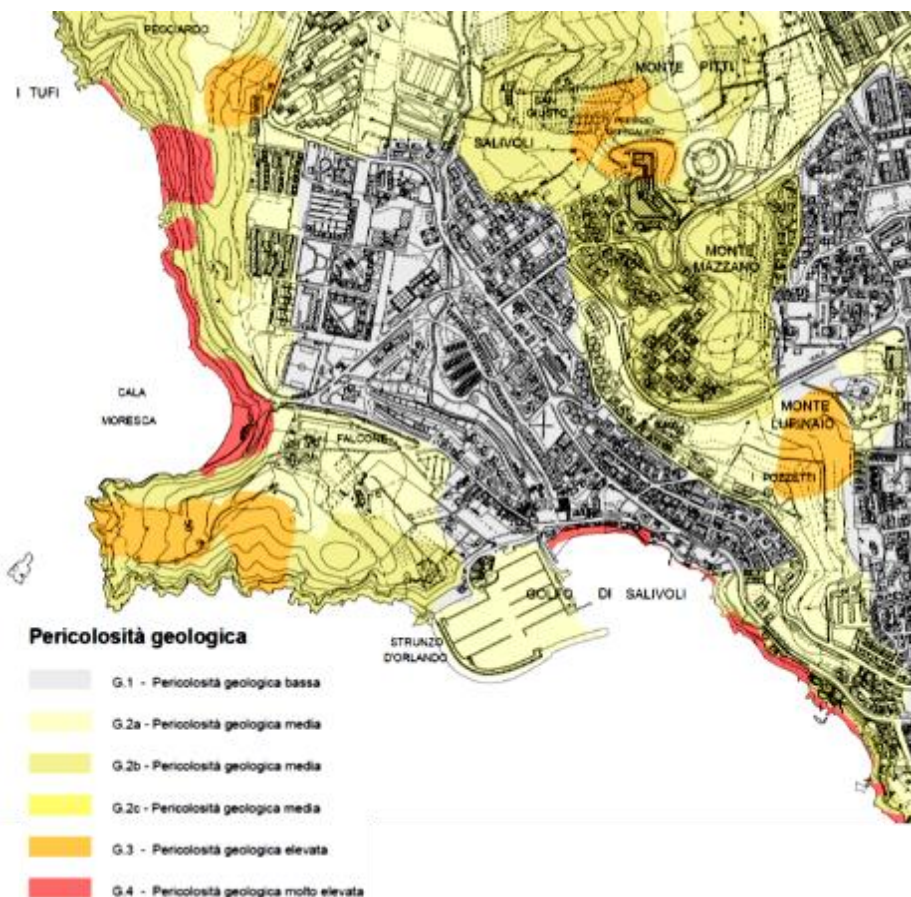 PECCIARDO
I TUFI
MONTE PITTI
SAN
GIUSTO
SALIVOLI
POGGIO
MONTE
MAZZANO
CALA
MORESCA
FALCONE
MONTE
LUPINAIO
I POZZETTI
GOLFO DI SALIVOLI
STRUNZO
D'ORLANDO
Pericolosità geologica
G.1 - Pericolosità geologica bassa
G.2a - Pericolosità geologica media
G.2b - Pericolosità geologica media
G.2c - Pericolosità geologica media
G.3 - Pericolosità geologica elevata
G.4 - Pericolosità geologica molto elevata